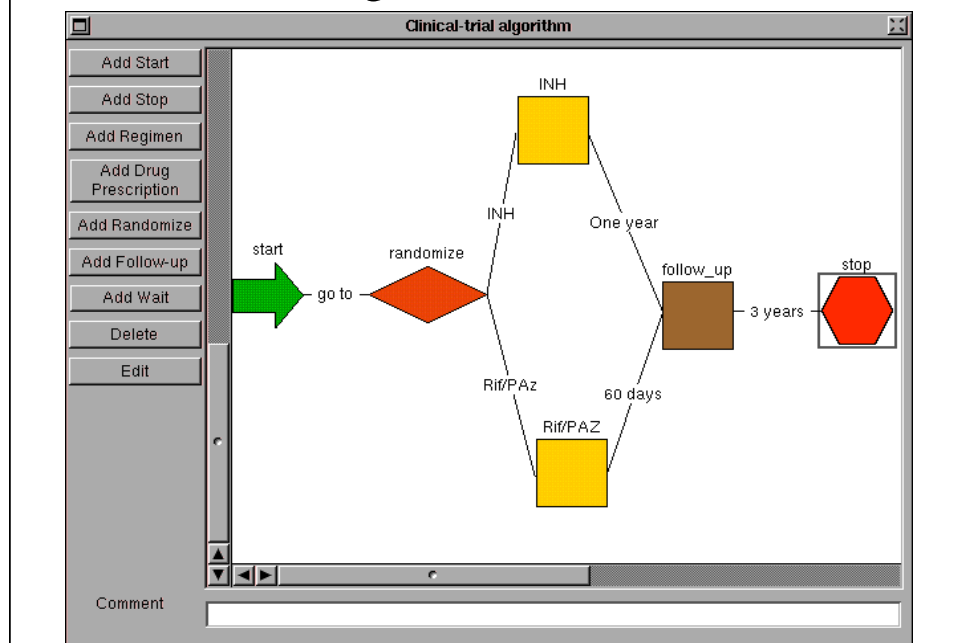 Clinical-trial algorithm
Add Start
Add Stop
Add Regimen
Add Drug
Prescription
Add Randomize
Add Follow-up
Add Wait
Delete
Edit
INH
INH
One year
start
randomize
follow_up
stop
go to
3 years
Rif/PAz
60 days
Rif/PAZ
Comment